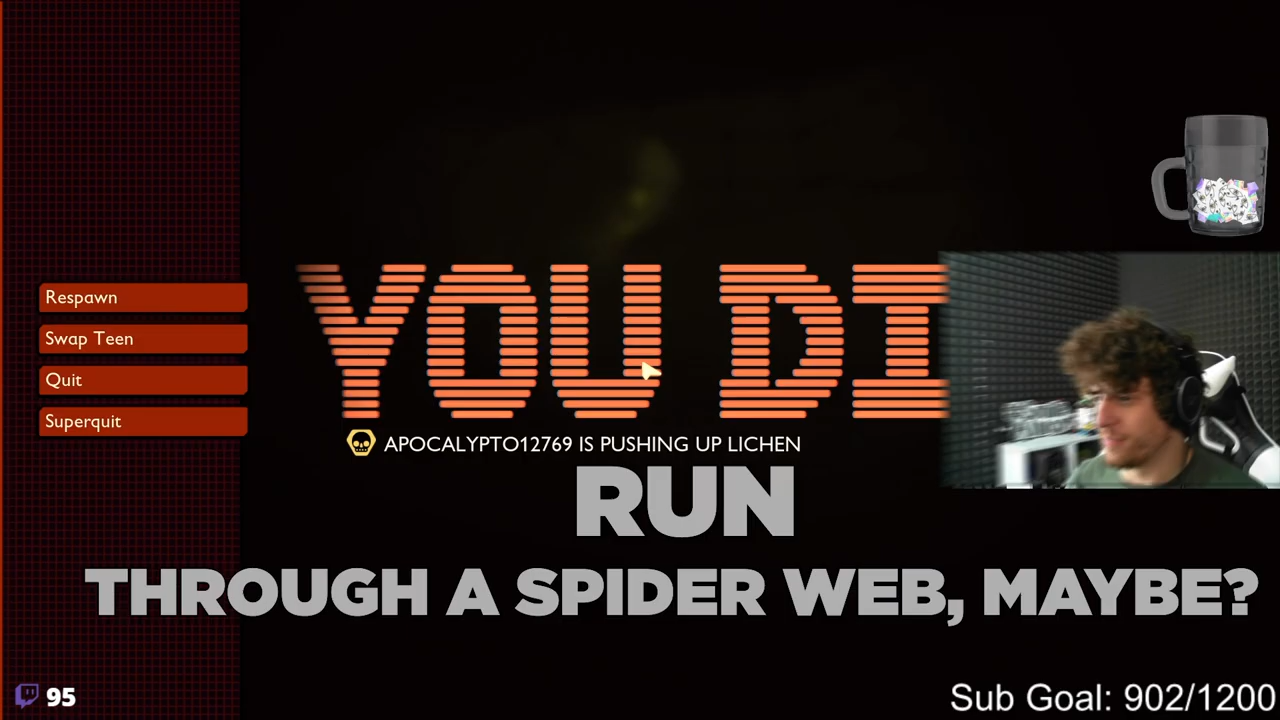 Respawn
Swap Teen
Quit
Superquit
YOU DI
APOCALYPTO12769 IS PUSHING UP LICHEN
RUN
THROUGH A SPIDER WEB, MAYBE?
95
Sub Goal: 902/1200